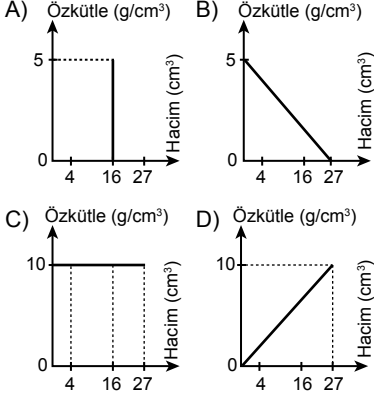 A) Özkütle (g/cm³)
5
0
4 16 27
Hacim (cm³)
B) Özkütle (g/cm³)
5
0
4 16 27
Hacim (cm³)
C) Özkütle (g/cm³)
10
0
4 16 27
Hacim (cm³)
D) Özkütle (g/cm³)
10
0
4 16 27
Hacim (cm³)